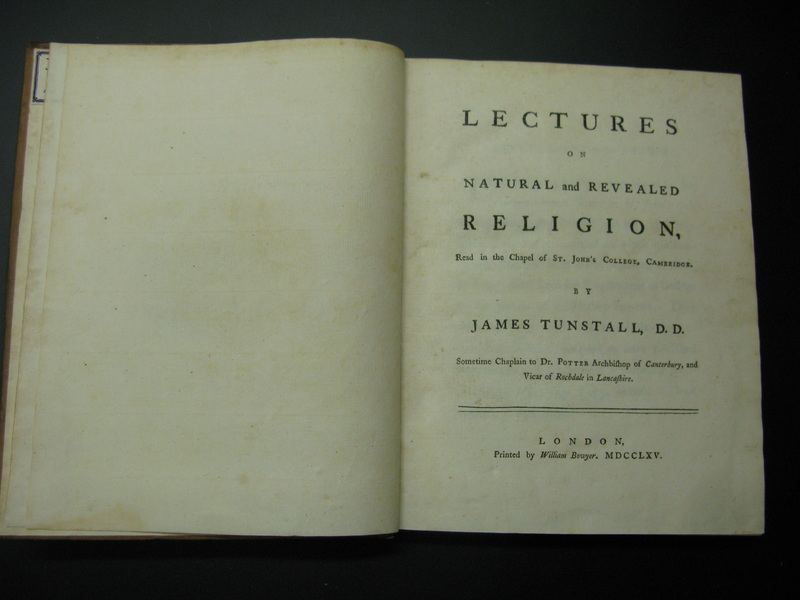 LECTURES
ON
NATURAL and REVEALED
RELIGION,
Read in the Chapel of ST. JOHN'S COLLEGE, CAMBRIDGE.
BY
JAMES TUNSTALL, D. D.
Sometime Chaplain to Dr. POTTER Archbiſhop of Canterbury, and
Vicar of Rochdale in Lancaſhire.
LONDON,
Printed by William Bowyer. MDCCLXV.